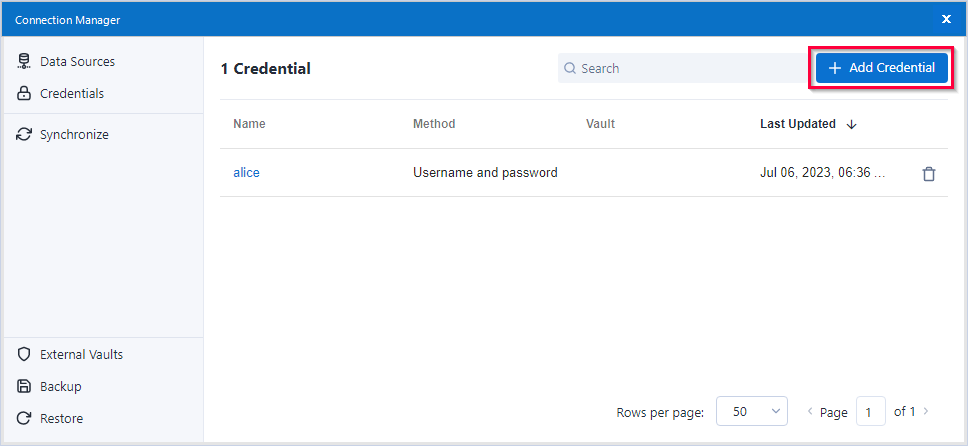 Connection Manager
Data Sources
Credentials
Synchronize
External Vaults
Backup
Restore
1 Credential
Search
Add Credential
Name Method Vault Last Updated
alice Username and password Jul 06, 2023, 06:36 ...
Rows per page: 50 Page 1 of 1